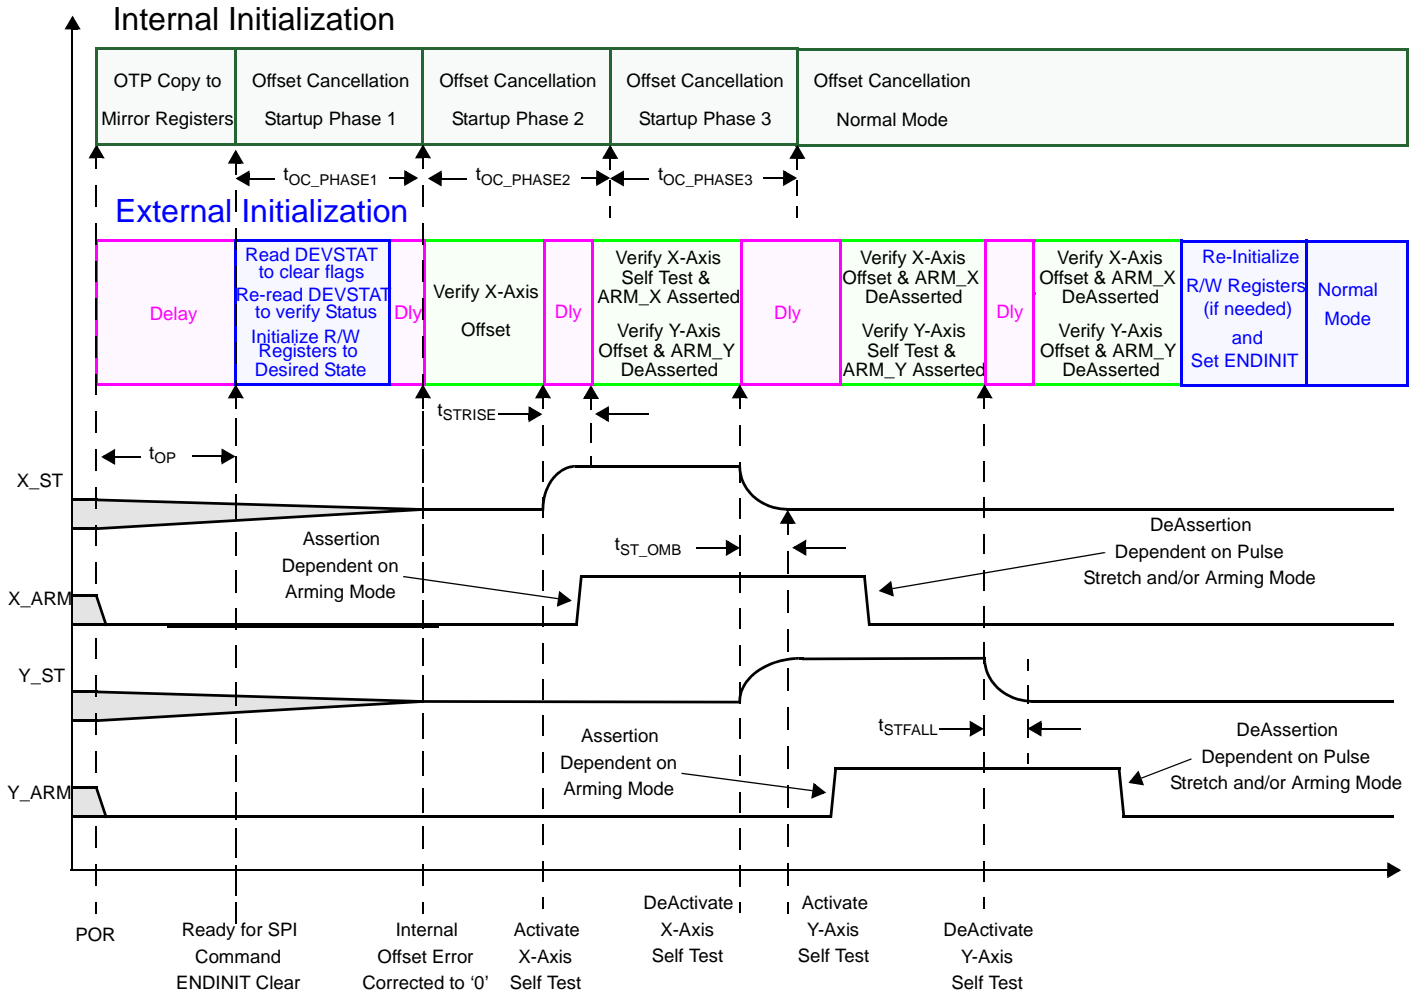 Internal Initialization
OTP Copy to
Mirror Registers
Offset Cancellation
Startup Phase 1
Offset Cancellation
Startup Phase 2
Offset Cancellation
Startup Phase 3
Offset Cancellation
Normal Mode
tOC_PHASE1
tOC_PHASE2
tOC_PHASE3
External Initialization
Delay
Read DEVSTAT
to clear flags
Re-read DEVSTAT
to verify Status
Initialize R/W
Registers to
Desired State
Dly
Verify X-Axis
Offset
Dly
Verify X-Axis
Self Test &
ARM_X Asserted
Verify Y-Axis
Offset & ARM_Y
DeAsserted
Dly
Verify X-Axis
Offset & ARM_X
DeAsserted
Verify Y-Axis
Self Test &
ARM_Y Asserted
Dly
Verify X-Axis
Offset & ARM_X
DeAsserted
Verify Y-Axis
Offset & ARM_Y
DeAsserted
Re-Initialize
R/W Registers
(if needed)
and
Set ENDINIT
Normal
Mode
tSTRISE
tOP
X_ST
Assertion
Dependent on
Arming Mode
tST_OMB
DeAssertion
Dependent on Pulse
Stretch and/or Arming Mode
X_ARM
Y_ST
tSTFALL
Assertion
Dependent on
Arming Mode
DeAssertion
Dependent on Pulse
Stretch and/or Arming Mode
Y_ARM
POR
Ready for SPI
Command
ENDINIT Clear
Internal
Offset Error
Corrected to ‘0’
Activate
X-Axis
Self Test
DeActivate
X-Axis
Self Test
Activate
Y-Axis
Self Test
DeActivate
Y-Axis
Self Test